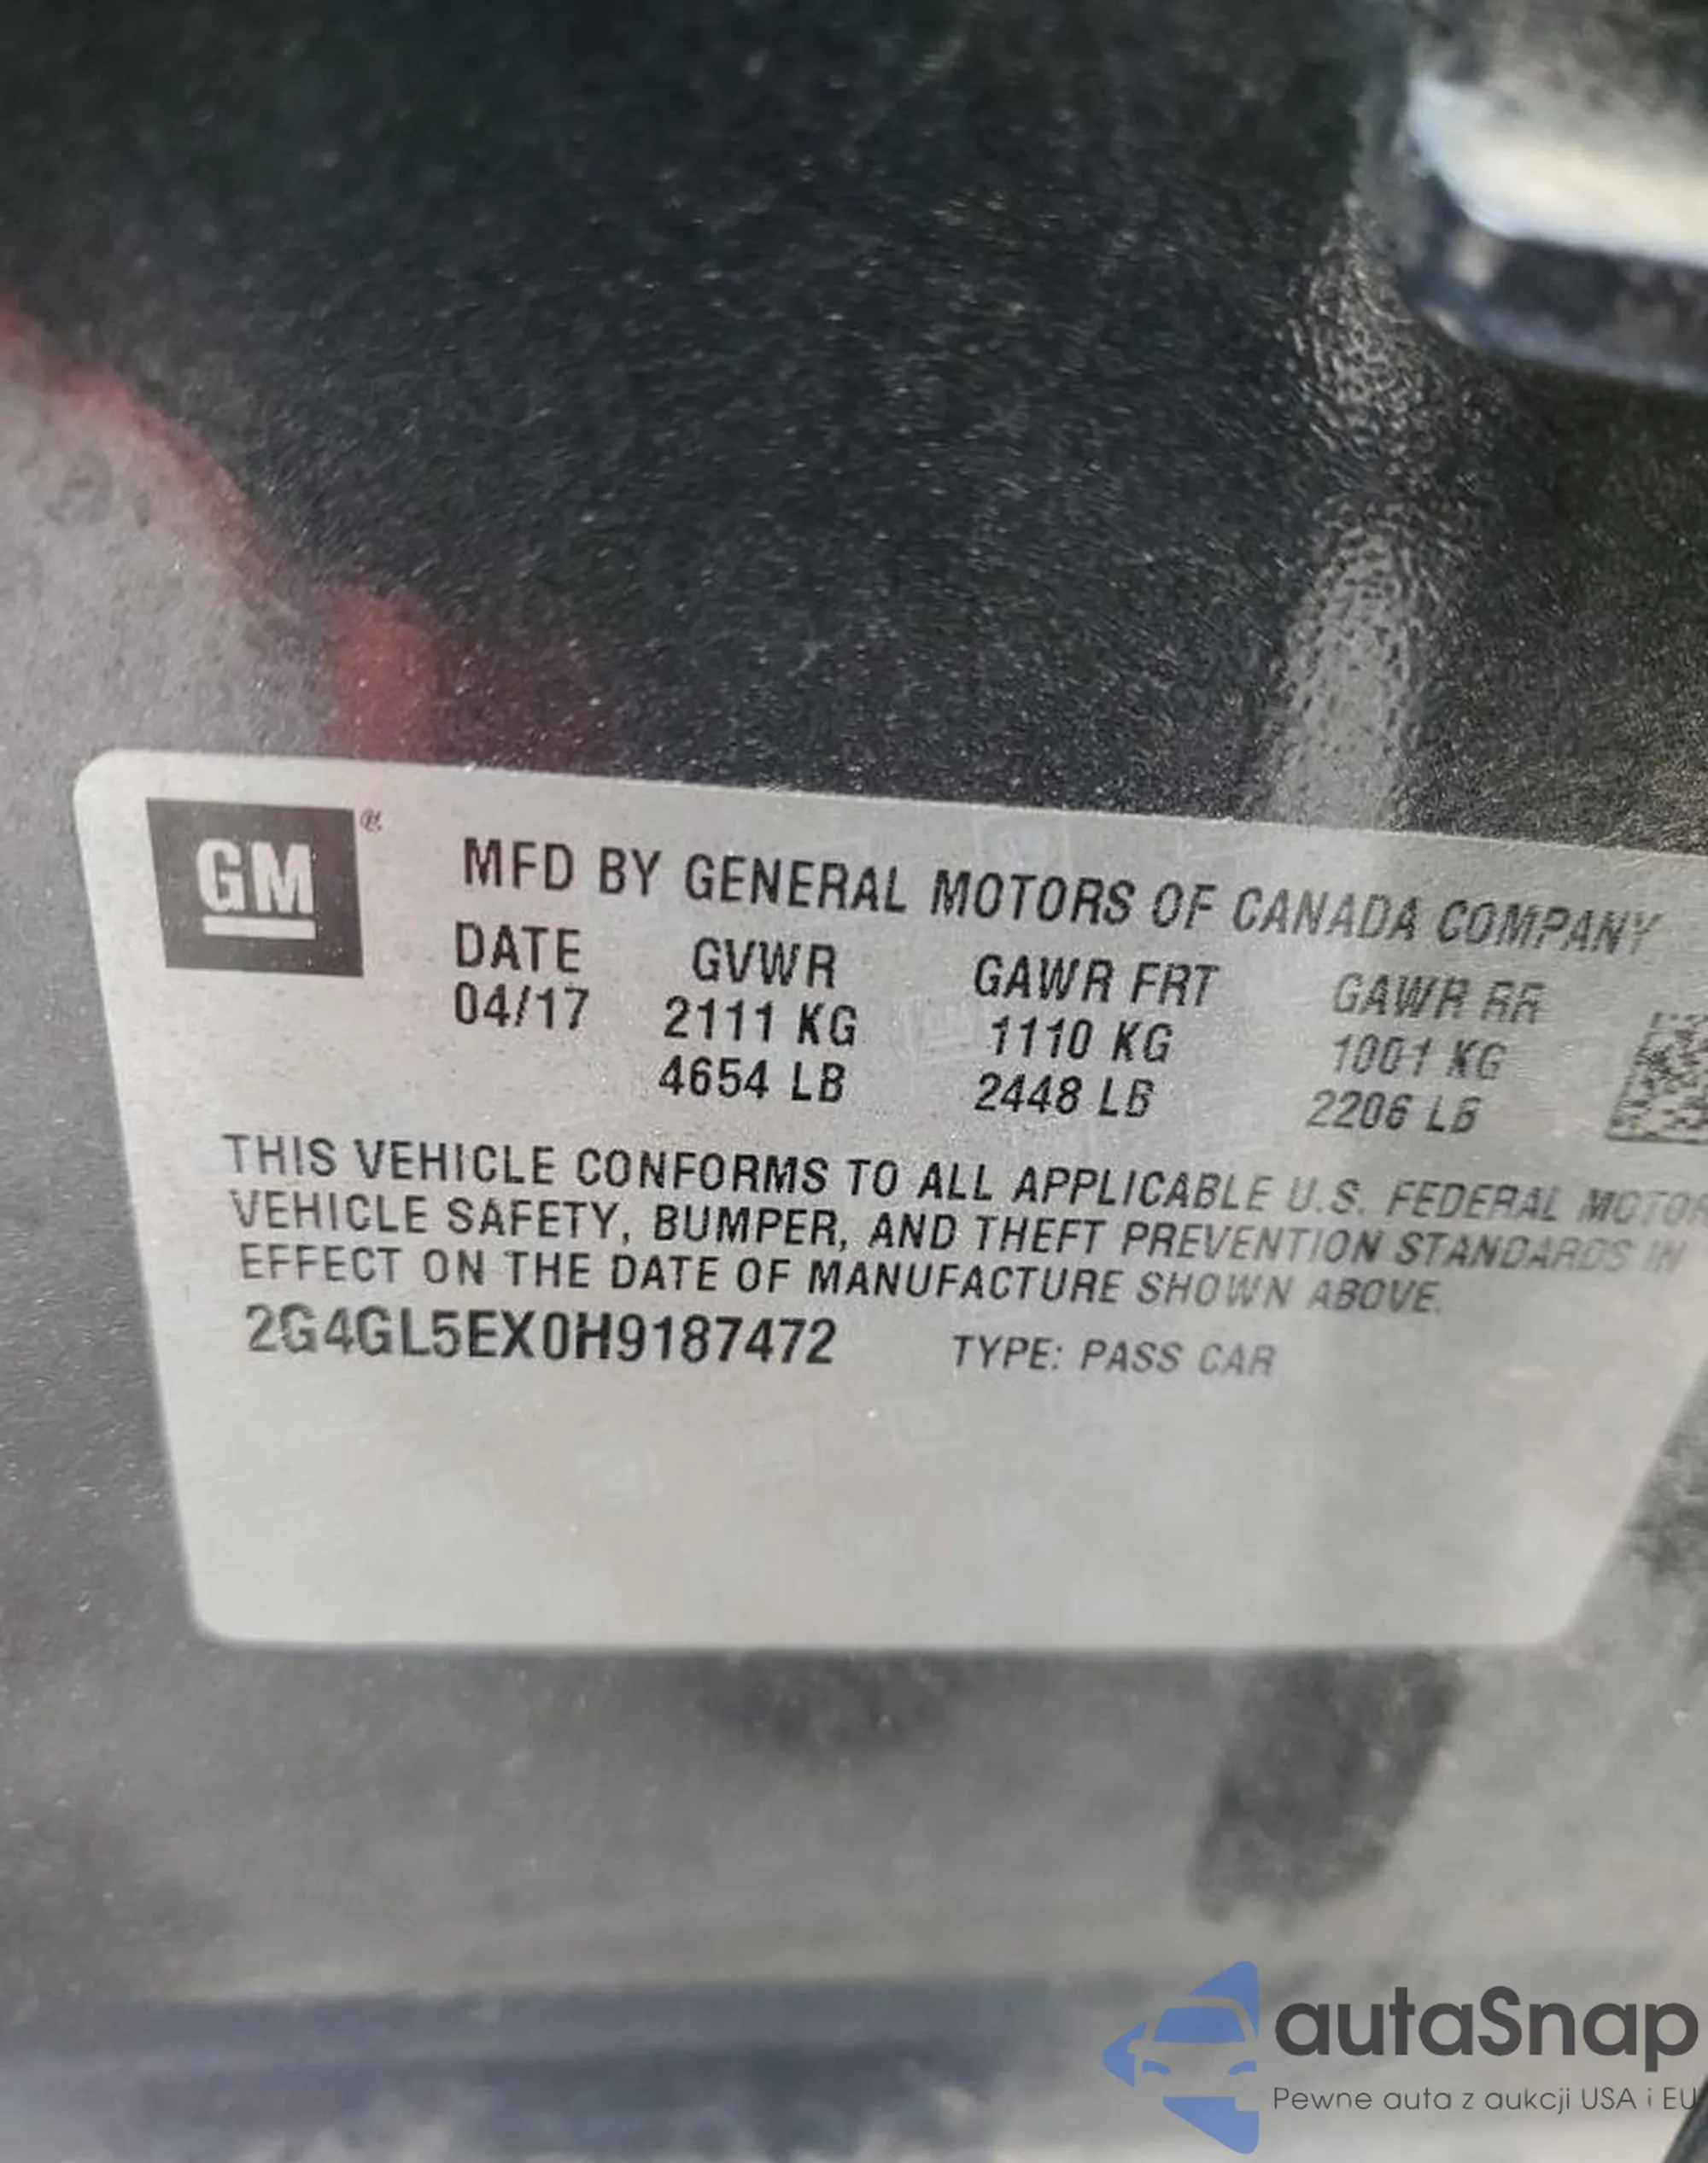 GM ®
MFD BY GENERAL MOTORS OF CANADA COMPANY
DATE GVWR GAWR FRT GAWR RR
04/17 2111 KG 1110 KG 1001 KG
4654 LB 2448 LB 2206 LB
THIS VEHICLE CONFORMS TO ALL APPLICABLE U.S. FEDERAL MOTOR
VEHICLE SAFETY, BUMPER, AND THEFT PREVENTION STANDARDS IN
EFFECT ON THE DATE OF MANUFACTURE SHOWN ABOVE.
2G4GL5EX0H9187472 TYPE: PASS CAR
autaSnap
Pewne auta z aukcji USA i EU